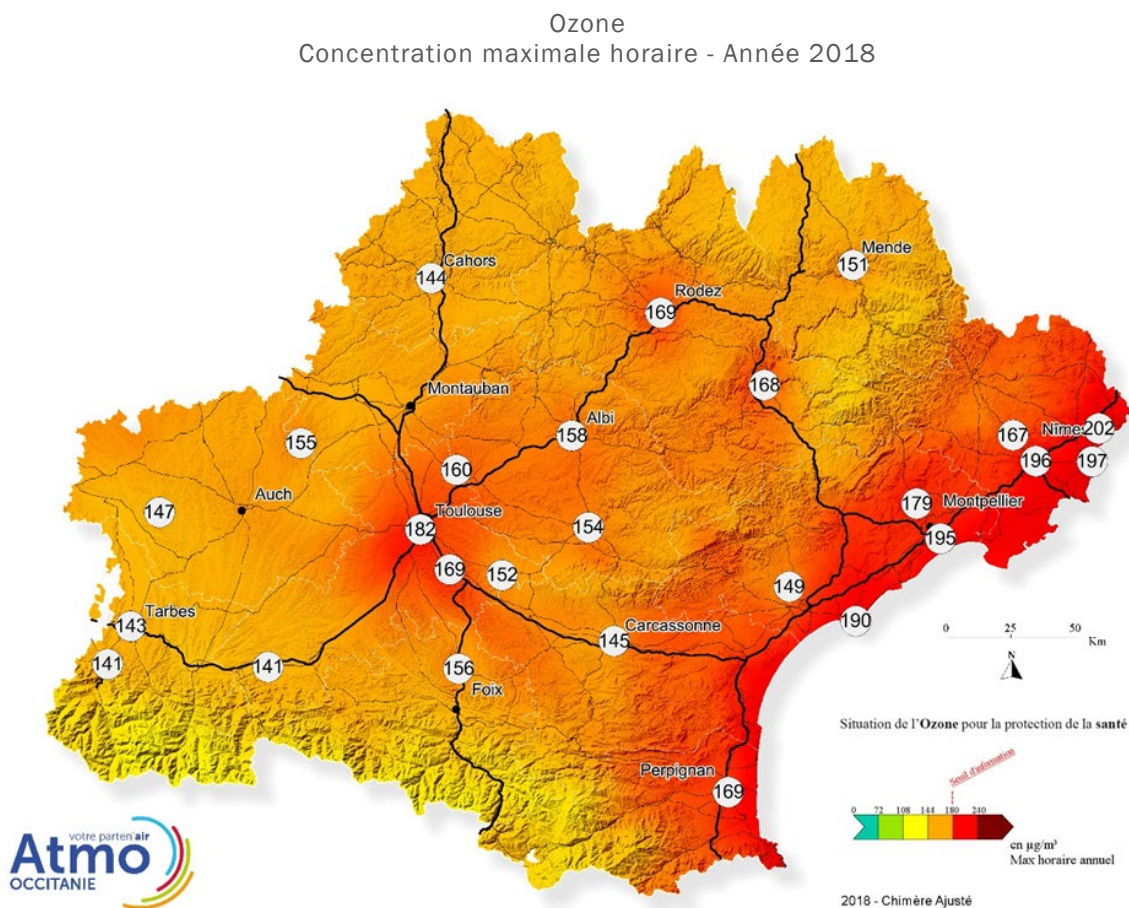 Ozone
Concentration maximale horaire - Année 2018
Cahors
144
Mende
151
Rodez
169
Montauban
168
Albi
158
155
160
167
Nîmes
202
196
197
Auch
147
Toulouse
182
154
179
Montpellier
195
169
152
149
Tarbes
143
Carcassonne
145
190
0 25 50
Km
141
141
156
Foix
N
Situation de l'Ozone pour la protection de la santé
Perpignan
169
Seuil d'information
0 72 108 144 180 240
en µg/m³
Max horaire annuel
votre parten'air
Atmo
OCCITANIE
2018 - Chimère Ajusté